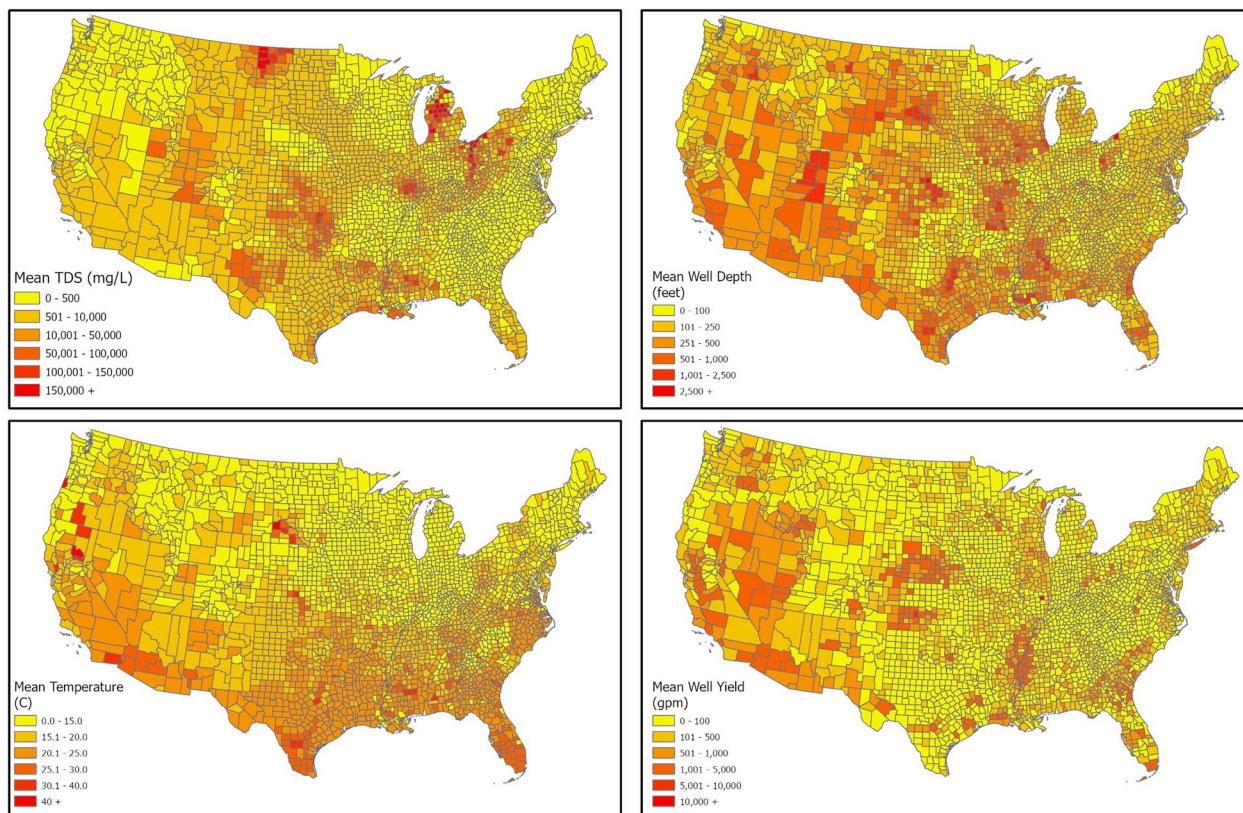 Mean TDS (mg/L)
0 - 500
501 - 10,000
10,001 - 50,000
50,001 - 100,000
100,001 - 150,000
150,000 +
Mean Well Depth
(feet)
0 - 100
101 - 250
251 - 500
501 - 1,000
1,001 - 2,500
2,500 +
Mean Temperature
(C)
0.0 - 15.0
15.1 - 20.0
20.1 - 25.0
25.1 - 30.0
30.1 - 40.0
40 +
Mean Well Yield
(gpm)
0 - 100
101 - 500
501 - 1,000
1,001 - 5,000
5,001 - 10,000
10,000 +